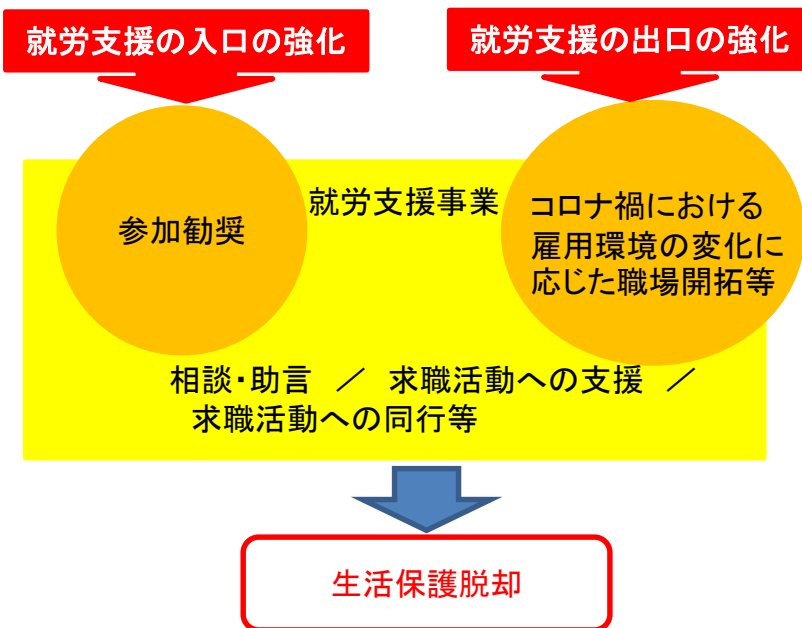 就労支援の入口の強化
就労支援の出口の強化
参加勧奨
就労支援事業
コロナ禍における
雇用環境の変化に
応じた職場開拓等
相談・助言　／　求職活動への支援　／
求職活動への同行等
生活保護脱却